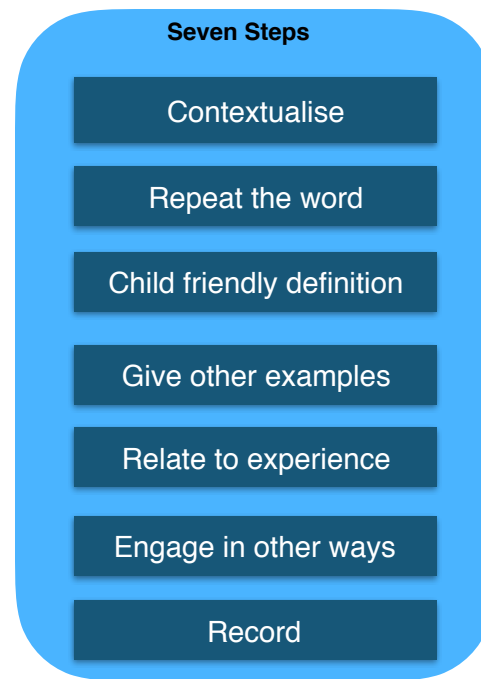 Seven Steps
Contextualise
Repeat the word
Child friendly definition
Give other examples
Relate to experience
Engage in other ways
Record